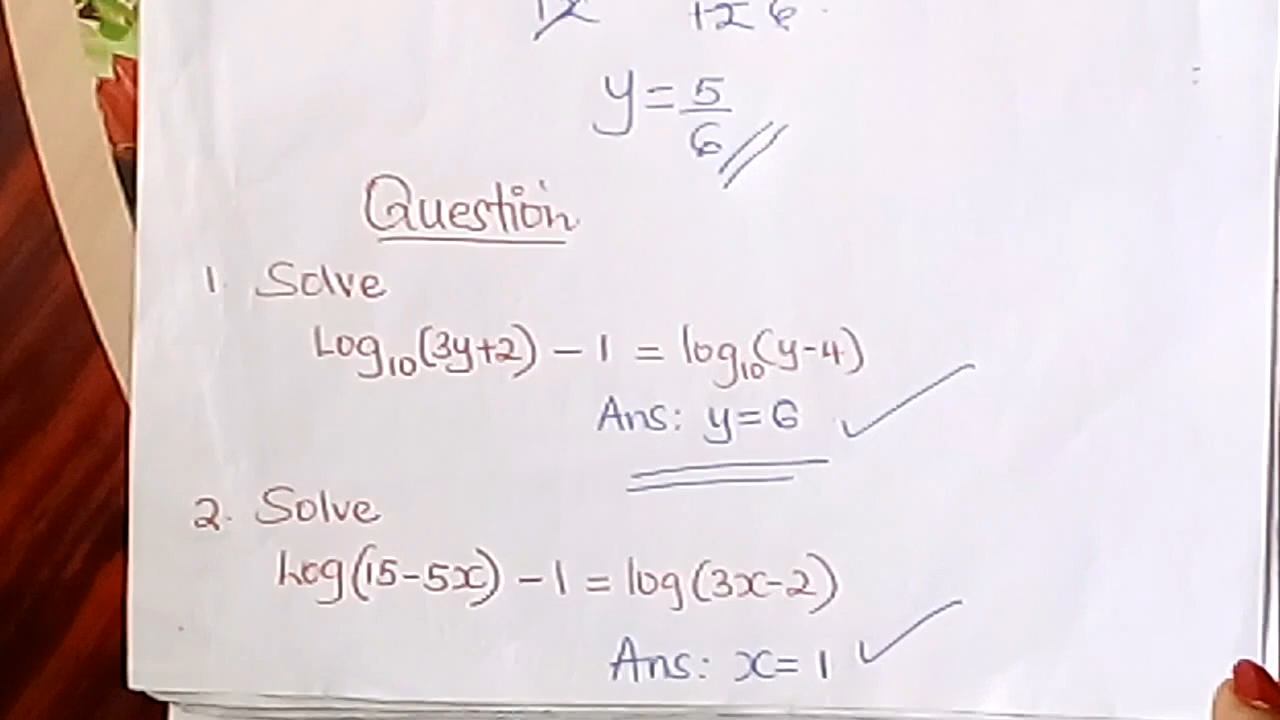 +26
y=5/6
Question
1. Solve
Log₁₀(3y+2) - 1 = log₁₀(y-4)
Ans: y=6
2. Solve
Log(15-5x) - 1 = log(3x-2)
Ans: x=1